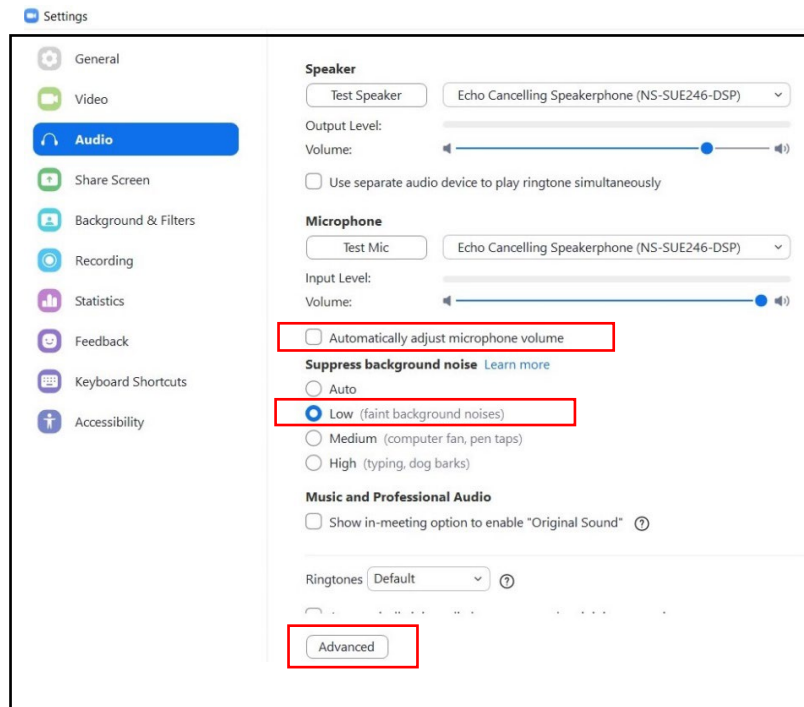 Settings
General
Video
Audio
Share Screen
Background & Filters
Recording
Statistics
Feedback
Keyboard Shortcuts
Accessibility
Speaker
Test Speaker Echo Cancelling Speakerphone (NS-SUE246-DSP)
Output Level:
Volume:
Use separate audio device to play ringtone simultaneously
Microphone
Test Mic Echo Cancelling Speakerphone (NS-SUE246-DSP)
Input Level:
Volume:
Automatically adjust microphone volume
Suppress background noise Learn more
Auto
Low (faint background noises)
Medium (computer fan, pen taps)
High (typing, dog barks)
Music and Professional Audio
Show in-meeting option to enable "Original Sound" ?
Ringtones Default ?
Advanced